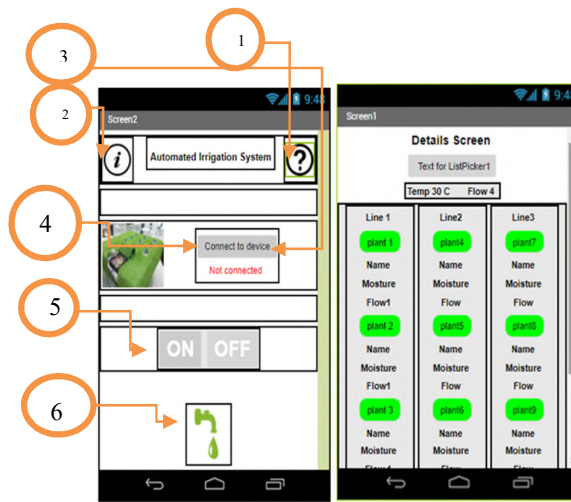 1
3
2
4
5
6
9:48
Screen2
i
Automated Irrigation System
?
Connect to device
Not connected
ON OFF
9:48
Screen1
Details Screen
Text for ListPicker1
Temp 30 C Flow 4
Line 1 Line2 Line3
plant 1 plant4 plant7
Name Name Name
Mosture Moisture Moisture
Flow1 Flow Flow
plant 2 plant5 plant8
Name Name Name
Moisture Moisture Moisture
Flow1 Flow Flow
plant 3 plant6 plant9
Name Name Name
Moisture Moisture Moisture